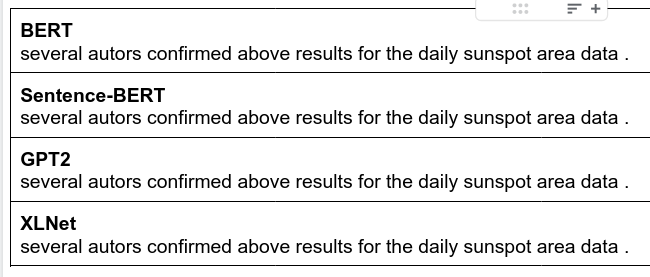 BERT
several autors confirmed above results for the daily sunspot area data .
Sentence-BERT
several autors confirmed above results for the daily sunspot area data .
GPT2
several autors confirmed above results for the daily sunspot area data .
XLNet
several autors confirmed above results for the daily sunspot area data .